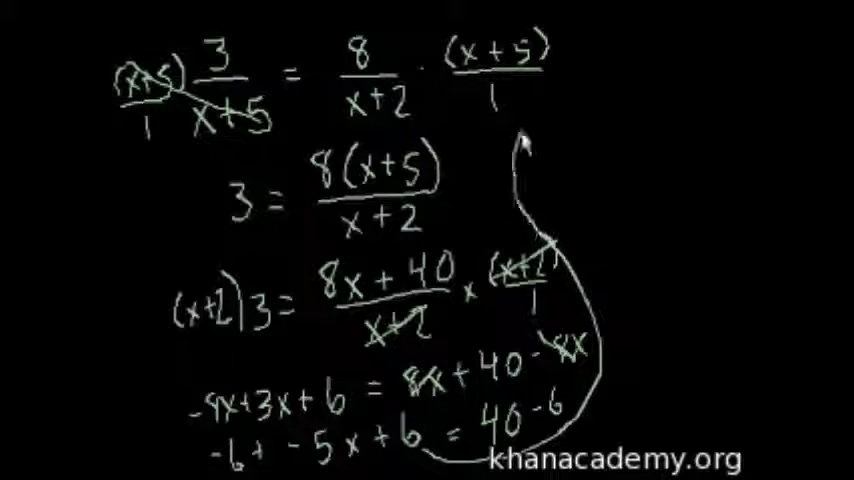 (x+5)/1 3/(x+5) = 8/(x+2) · (x+5)/1
3 = 8(x+5)/(x+2)
(x+2)3 = (8x+40)/(x+2) × (x+2)/1
-8x+3x+6 = 8x+40-8x
-6+ -5x+6 = 40-6
khanacademy.org